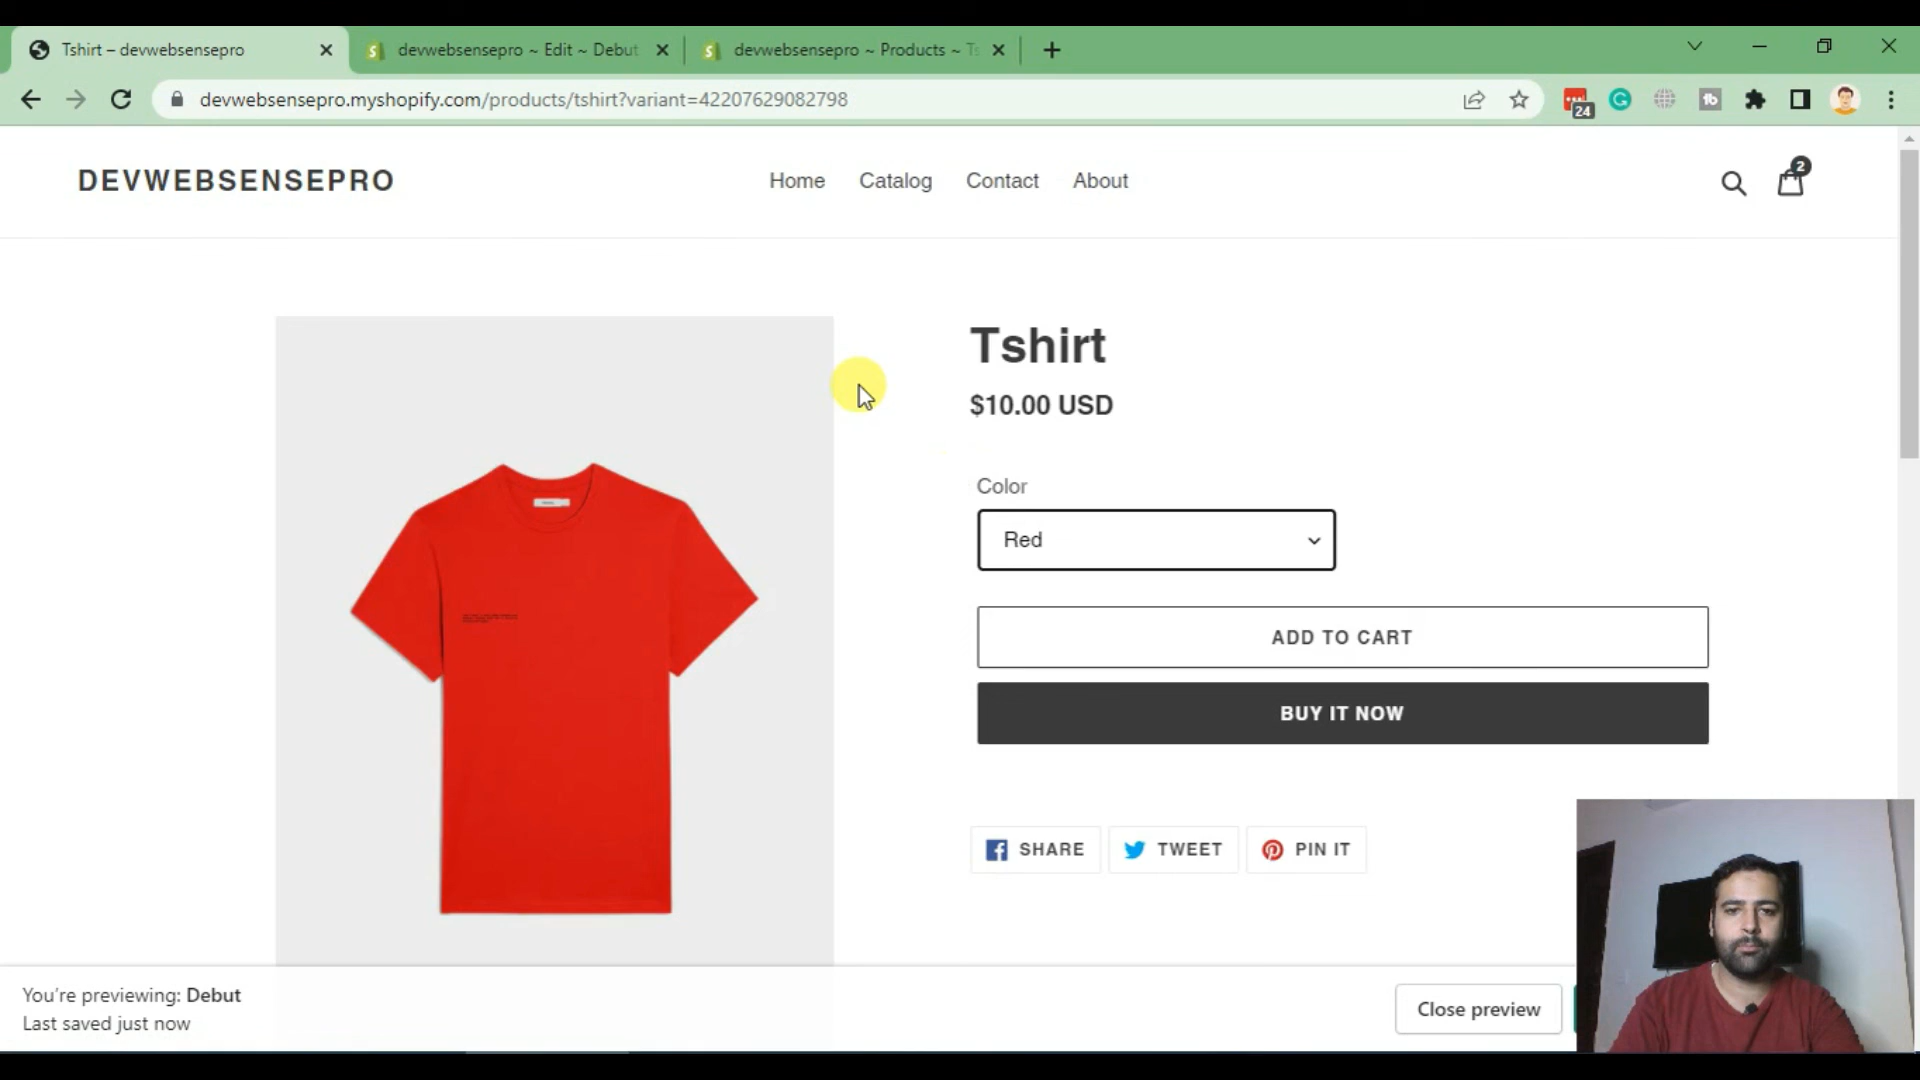 Tshirt – devwebsensepro
devwebsensepro ~ Edit ~ Debut
devwebsensepro ~ Products ~ Ts
devwebsensepro.myshopify.com/products/tshirt?variant=42207629082798
24
DEVWEBSENSEPRO
Home
Catalog
Contact
About
2
Tshirt
$10.00 USD
Color
Red
ADD TO CART
BUY IT NOW
SHARE
TWEET
PIN IT
You're previewing: Debut
Last saved just now
Close preview